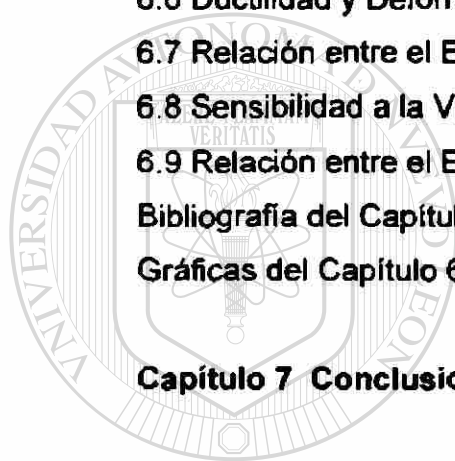 6.7 Relación entre el E
6.8 Sensibilidad a la V
6.9 Relación entre el E
Bibliografía del Capítul
Gráficas del Capítulo 6
Capítulo 7 Conclusio
VERITATIS